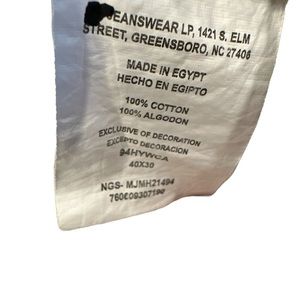 JEANSWEAR LP, 1421 S. ELM
STREET, GREENSBORO, NC 27406
MADE IN EGYPT
HECHO EN EGIPTO
100% COTTON
100% ALGODON
EXCLUSIVE OF DECORATION
EXCEPTO DECORACION
94HYWCA
40X30
NGS- MJMH21494